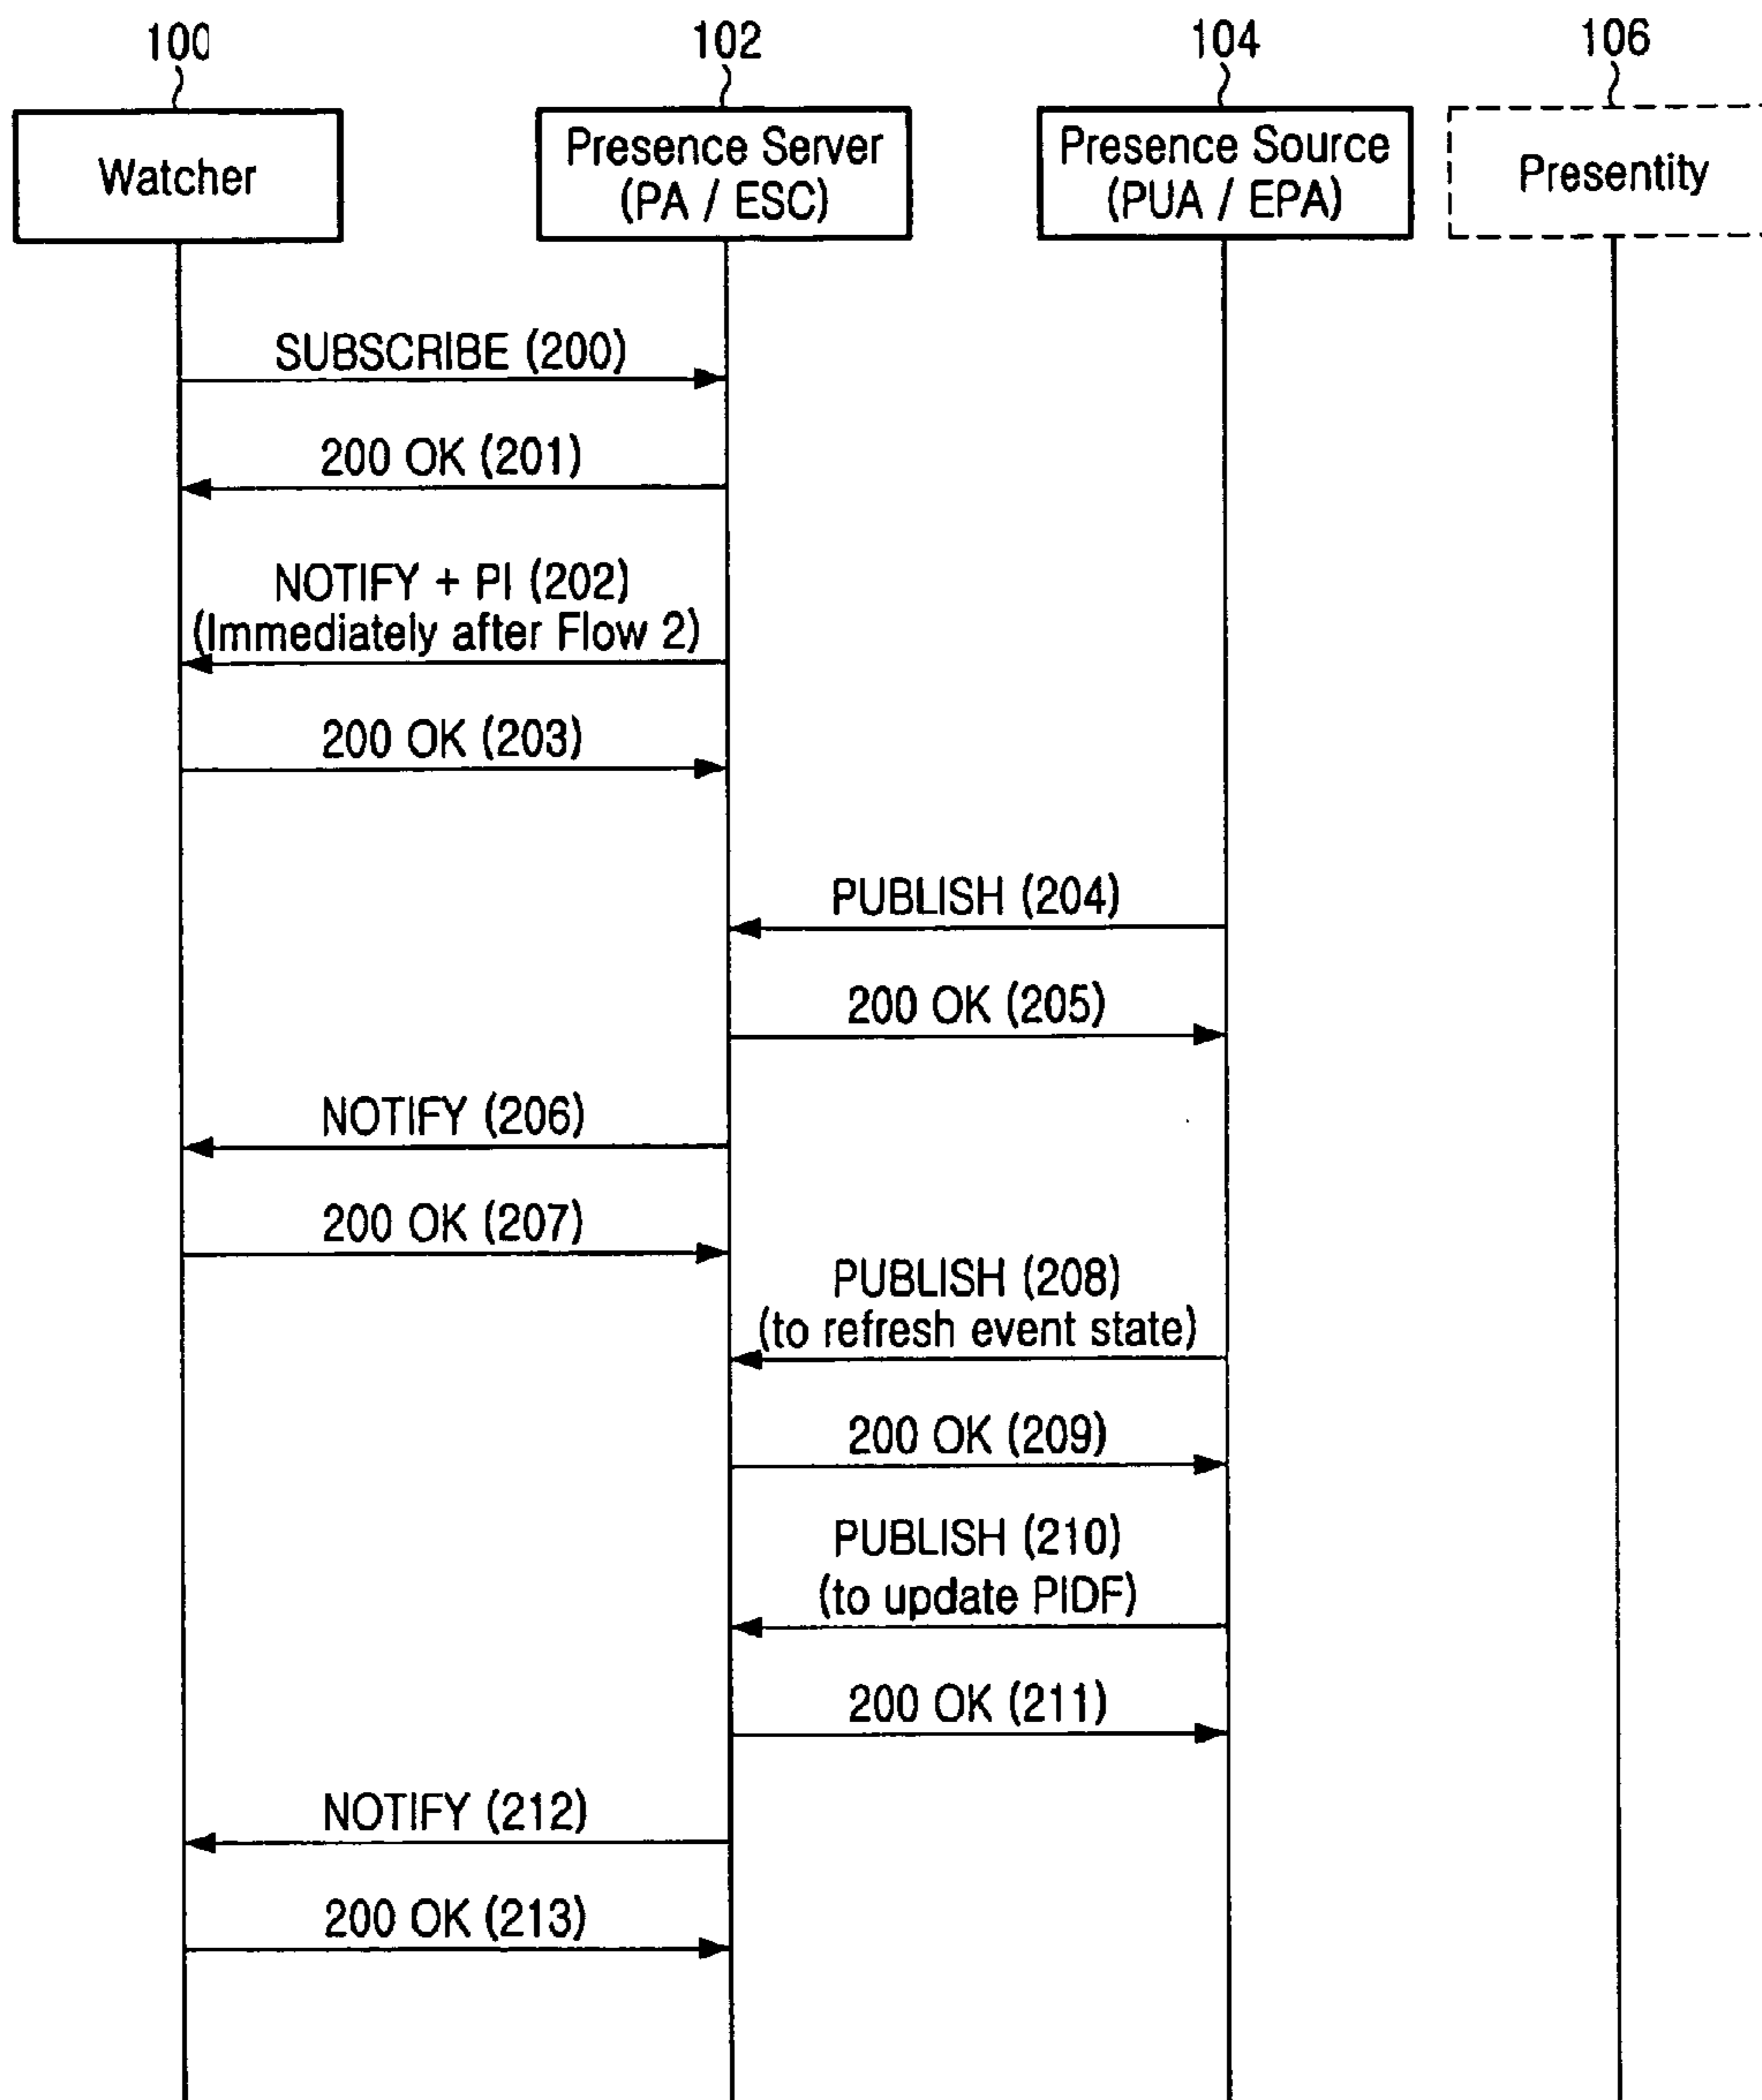 100
102
104
106
Watcher
Presence Server
(PA / ESC)
Presence Source
(PUA / EPA)
Presentity
SUBSCRIBE (200)
200 OK (201)
NOTIFY + PI (202)
(Immediately after Flow 2)
200 OK (203)
PUBLISH (204)
200 OK (205)
NOTIFY (206)
200 OK (207)
PUBLISH (208)
(to refresh event state)
200 OK (209)
PUBLISH (210)
(to update PIDF)
200 OK (211)
NOTIFY (212)
200 OK (213)